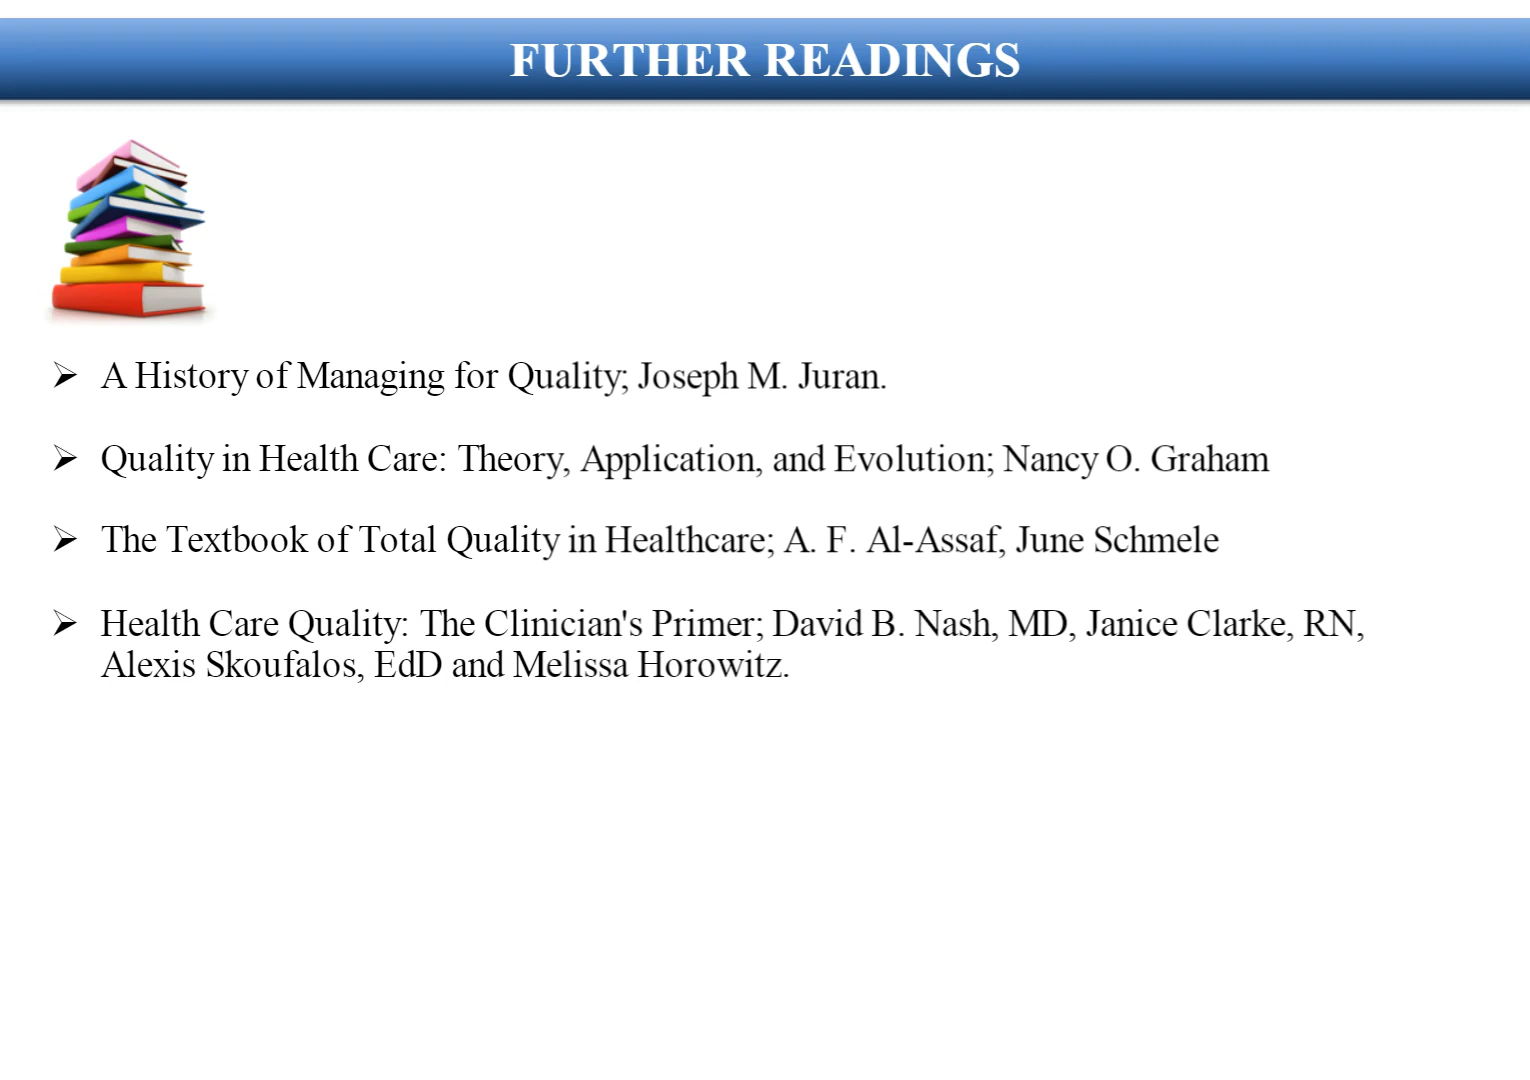 FURTHER READINGS
➢ A History of Managing for Quality; Joseph M. Juran.
➢ Quality in Health Care: Theory, Application, and Evolution; Nancy O. Graham
➢ The Textbook of Total Quality in Healthcare; A. F. Al-Assaf, June Schmele
➢ Health Care Quality: The Clinician's Primer; David B. Nash, MD, Janice Clarke, RN,
Alexis Skoufalos, EdD and Melissa Horowitz.